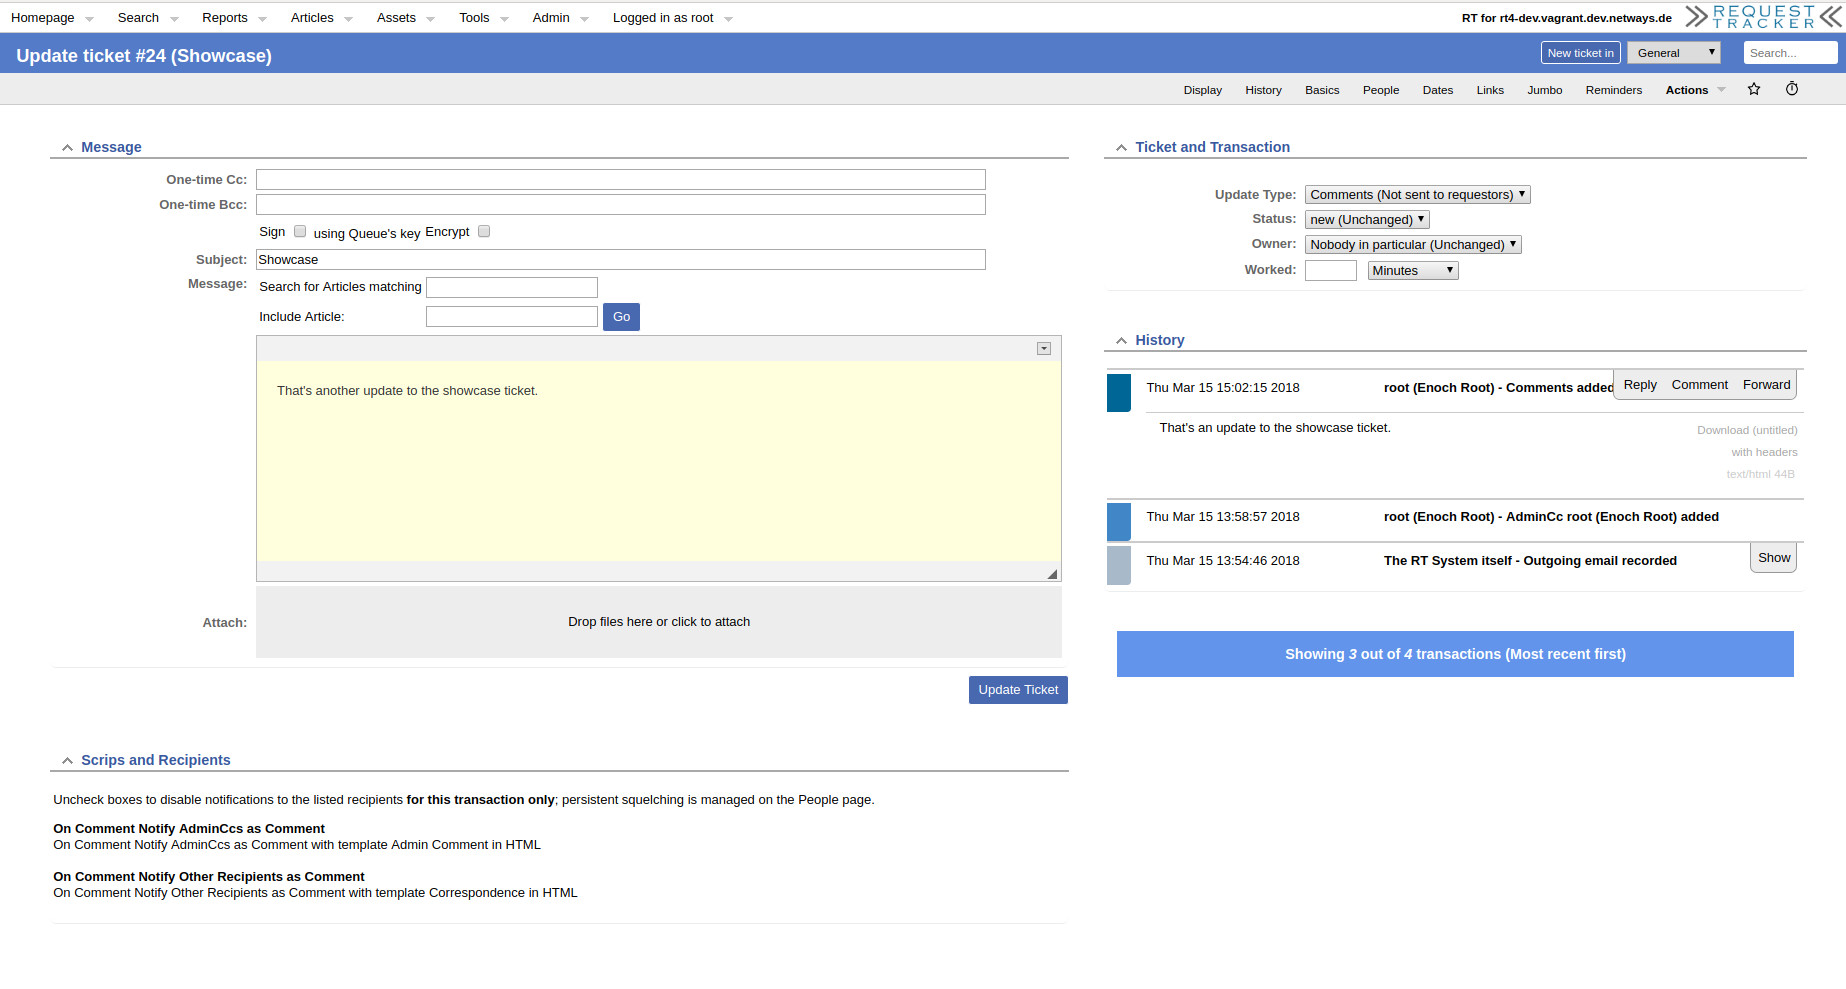 Homepage Search Reports Articles Assets Tools Admin Logged in as root RT for rt4-dev.vagrant.dev.netways.de REQUEST TRACKER
Update ticket #24 (Showcase) New ticket in General Search...
Display History Basics People Dates Links Jumbo Reminders Actions
Message
One-time Cc:
One-time Bcc:
Sign using Queue's key Encrypt
Subject: Showcase
Message: Search for Articles matching
Include Article: Go
That's another update to the showcase ticket.
Attach: Drop files here or click to attach
Update Ticket
Scrips and Recipients
Uncheck boxes to disable notifications to the listed recipients for this transaction only; persistent squelching is managed on the People page.
On Comment Notify AdminCcs as Comment
On Comment Notify AdminCcs as Comment with template Admin Comment in HTML
On Comment Notify Other Recipients as Comment
On Comment Notify Other Recipients as Comment with template Correspondence in HTML
Ticket and Transaction
Update Type: Comments (Not sent to requestors)
Status: new (Unchanged)
Owner: Nobody in particular (Unchanged)
Worked: Minutes
History
Thu Mar 15 15:02:15 2018 root (Enoch Root) - Comments added Reply Comment Forward
That's an update to the showcase ticket. Download (untitled)
with headers
text/html 44B
Thu Mar 15 13:58:57 2018 root (Enoch Root) - AdminCc root (Enoch Root) added
Thu Mar 15 13:54:46 2018 The RT System itself - Outgoing email recorded Show
Showing 3 out of 4 transactions (Most recent first)